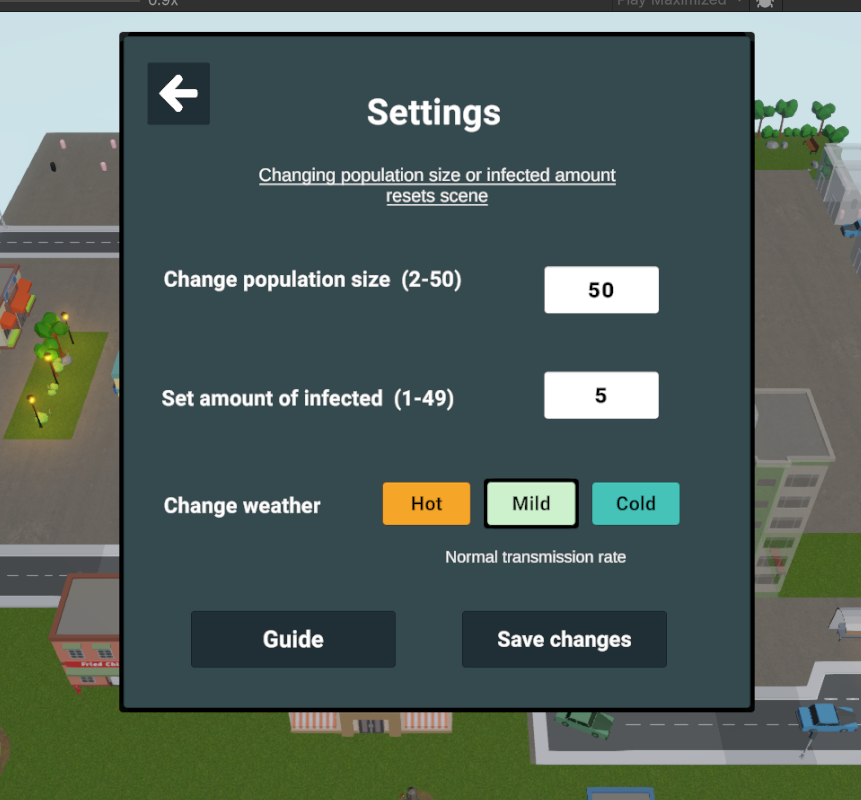 0.9x
Play Maximized
Settings
Changing population size or infected amount
resets scene
Change population size (2-50)
50
Set amount of infected (1-49)
5
Change weather
Hot
Mild
Cold
Normal transmission rate
Guide
Save changes
Fried